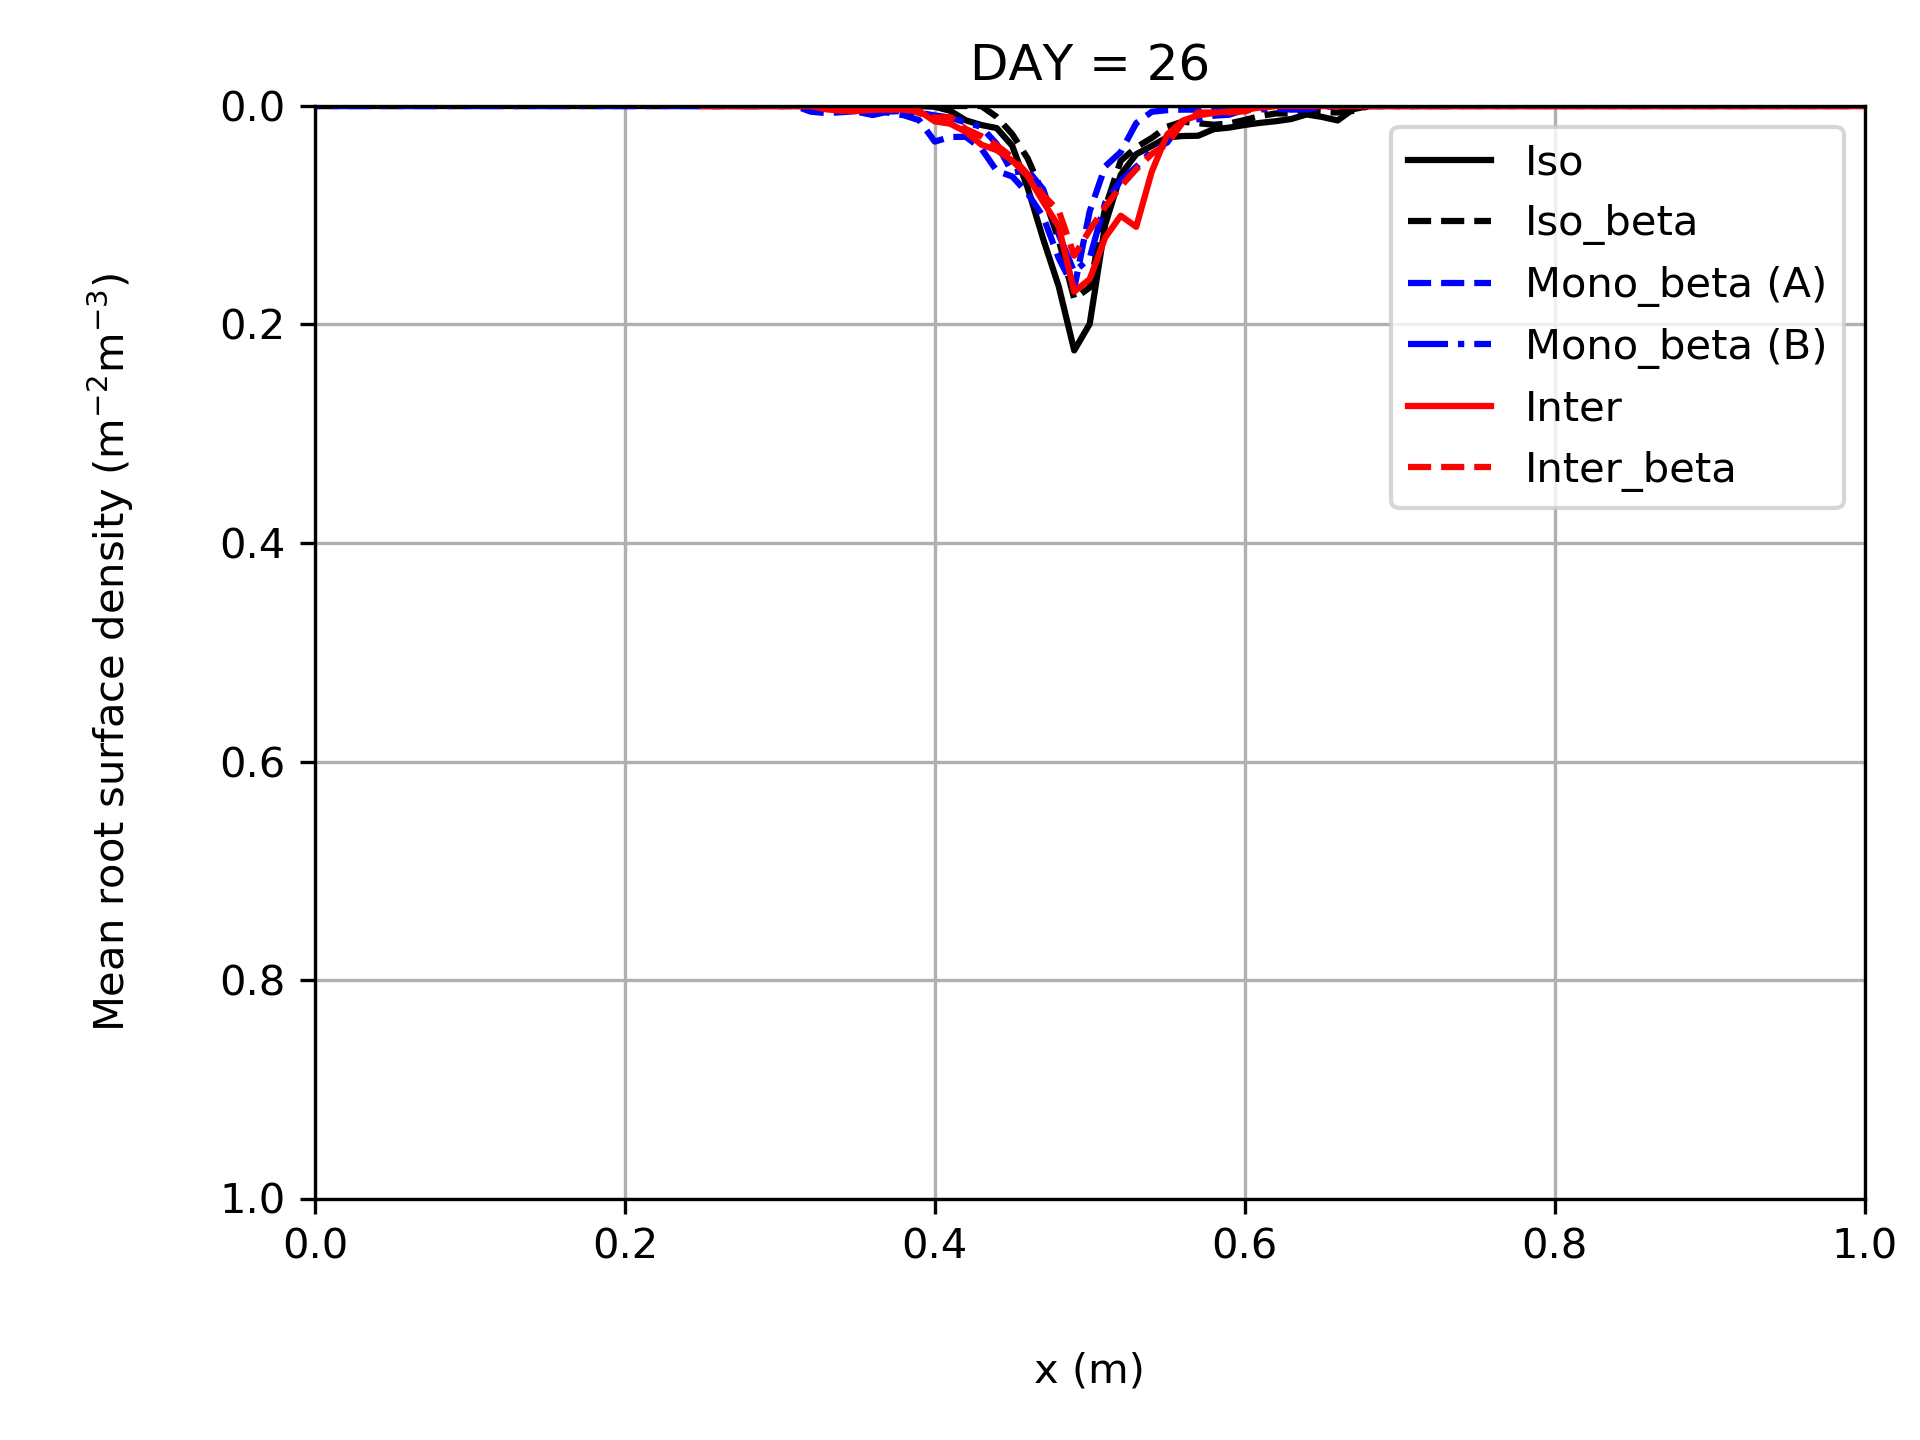 DAY = 26
Mean root surface density (m⁻²m⁻³)
0.0
0.2
0.4
0.6
0.8
1.0
Iso
Iso_beta
Mono_beta (A)
Mono_beta (B)
Inter
Inter_beta
0.0 0.2 0.4 0.6 0.8 1.0
x (m)